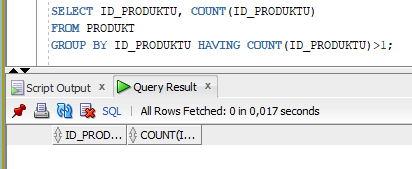 SELECT ID_PRODUKTU, COUNT(ID_PRODUKTU)
FROM PRODUKT
GROUP BY ID_PRODUKTU HAVING COUNT(ID_PRODUKTU)>1;
Script Output x Query Result x
SQL | All Rows Fetched: 0 in 0,017 seconds
ID_PROD... COUNT(I...